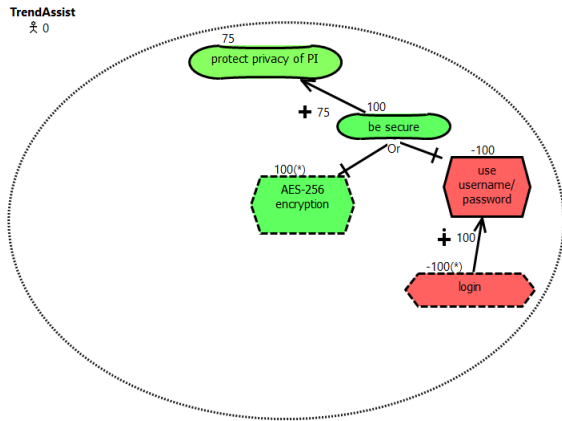 TrendAssist
0
75
protect privacy of PI
75
100
be secure
Or
-100
100(*)
AES-256
encryption
use
username/
password
100
-100(*)
login